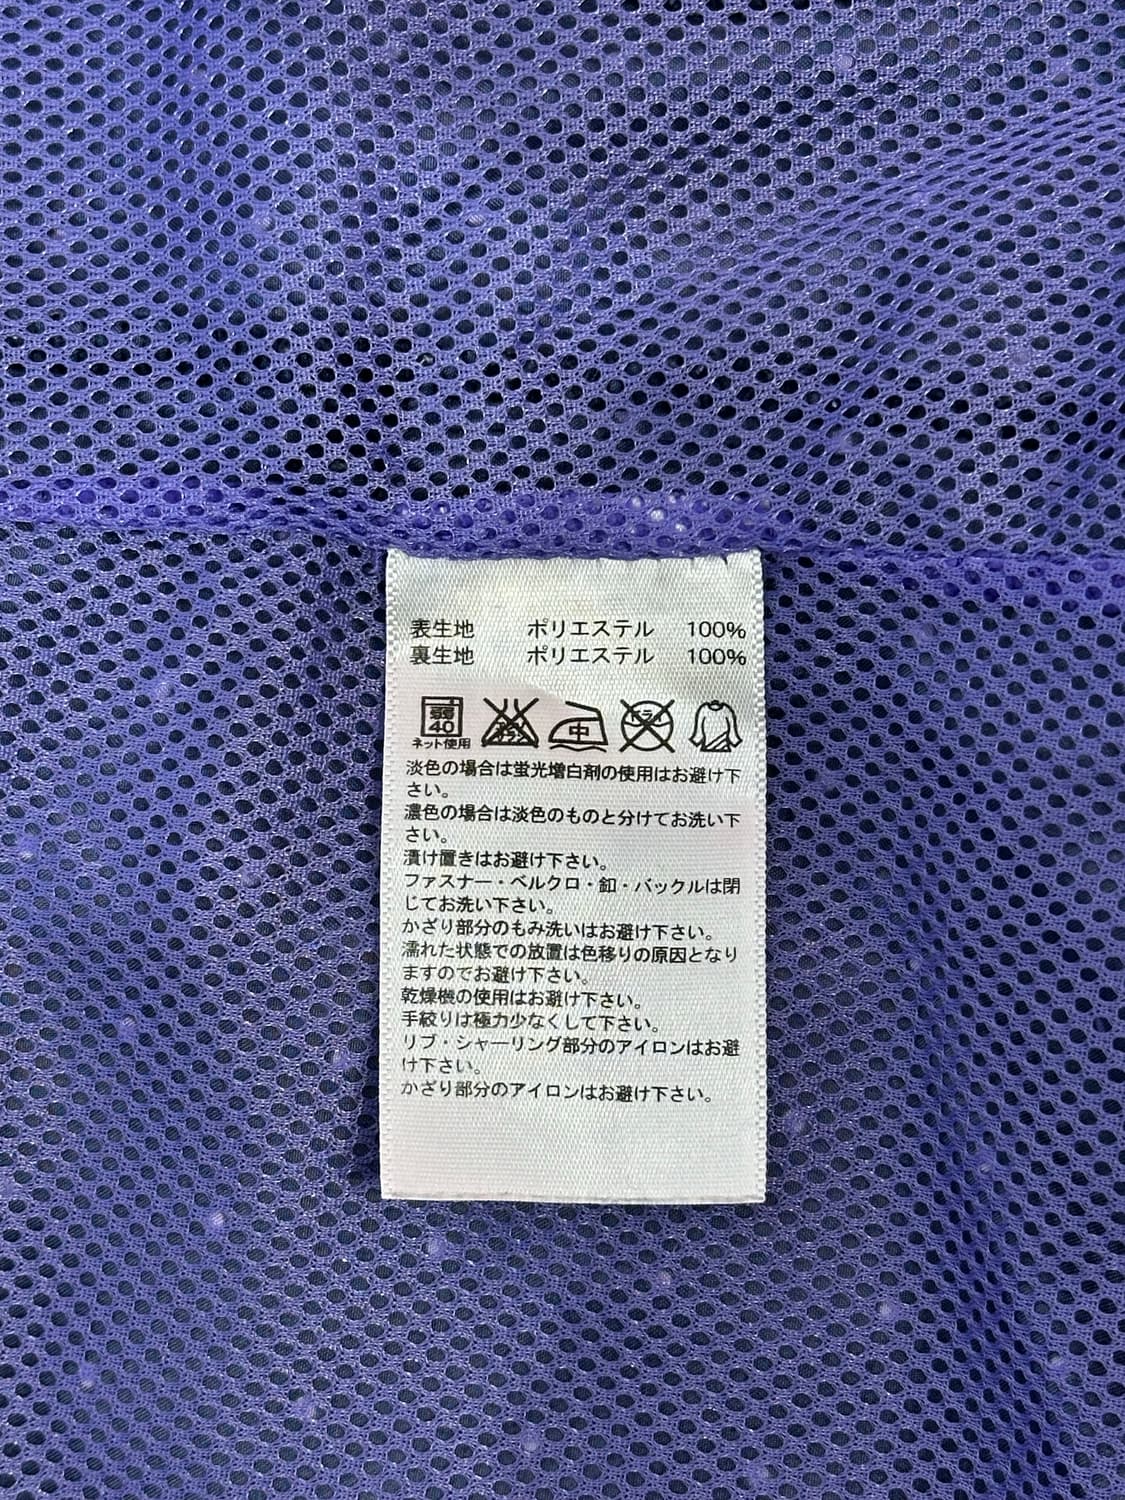 表生地 ポリエステル 100%
裏生地 ポリエステル 100%
弱
40 中 ドライ
ネット使用
淡色の場合は蛍光増白剤の使用はお避け下
さい。
濃色の場合は淡色のものと分けてお洗い下
さい。
漬け置きはお避け下さい。
ファスナー・ベルクロ・釦・バックルは閉
じてお洗い下さい。
かざり部分のもみ洗いはお避け下さい。
濡れた状態での放置は色移りの原因となり
ますのでお避け下さい。
乾燥機の使用はお避け下さい。
手絞りは極力少なくして下さい。
リブ・シャーリング部分のアイロンはお避
け下さい。
かざり部分のアイロンはお避け下さい。